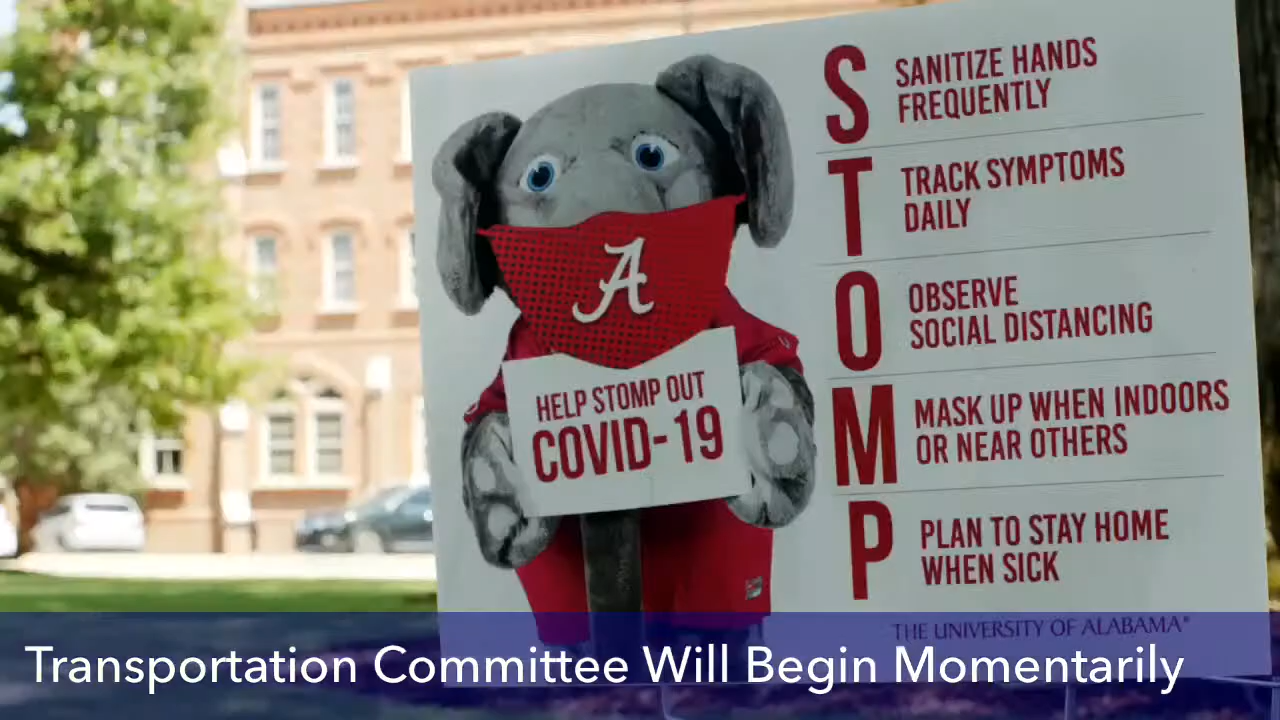 S
SANITIZE HANDS
FREQUENTLY
T
TRACK SYMPTOMS
DAILY
O
OBSERVE
SOCIAL DISTANCING
M
MASK UP WHEN INDOORS
OR NEAR OTHERS
P
PLAN TO STAY HOME
WHEN SICK
A
HELP STOMP OUT
COVID-19
THE UNIVERSITY OF ALABAMA®
Transportation Committee Will Begin Momentarily